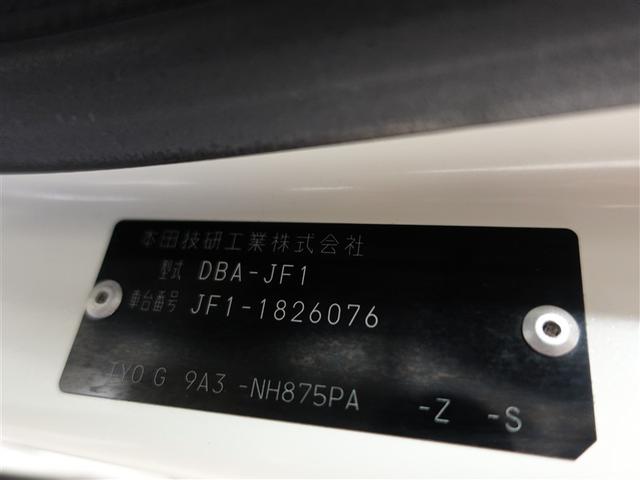 本田技研工業株式会社
型式 DBA-JF1
車台番号 JF1-1826076
TYO G 9A3 -NH875PA -Z -S